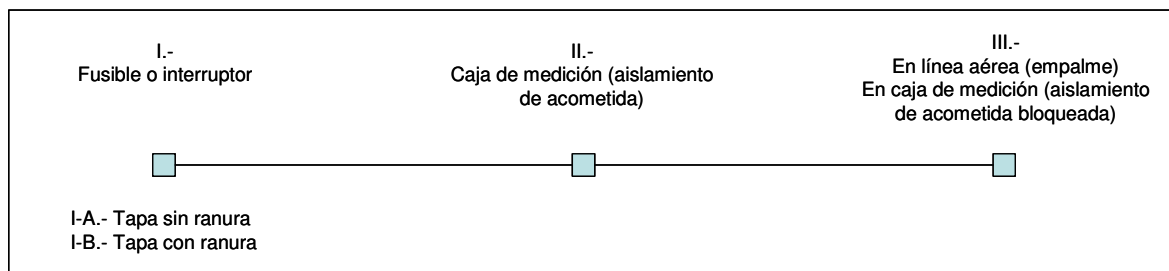 I.-
Fusible o interruptor
II.-
Caja de medición (aislamiento
de acometida)
III.-
En línea aérea (empalme)
En caja de medición (aislamiento
de acometida bloqueada)
I-A.- Tapa sin ranura
I-B.- Tapa con ranura